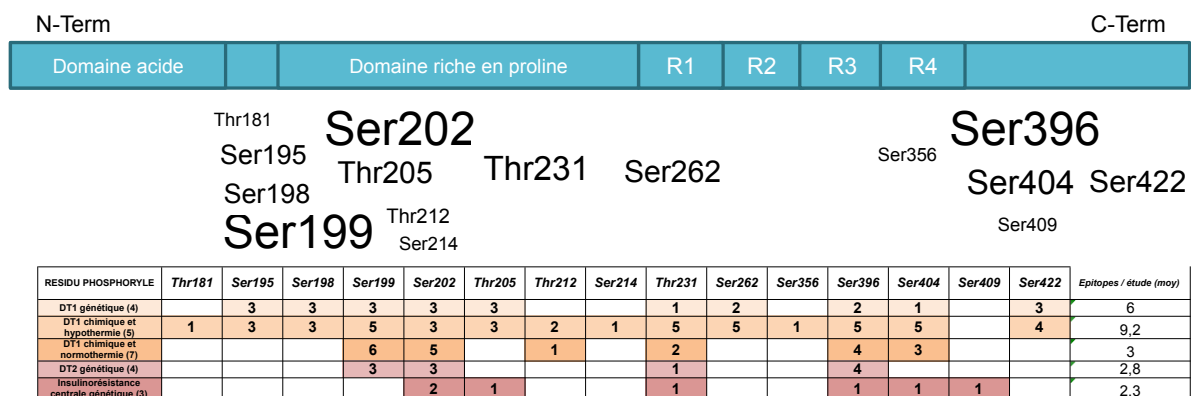 N-Term C-Term
Domaine acide Domaine riche en proline R1 R2 R3 R4
Thr181 Ser202 Ser396
Ser195 Thr205 Thr231 Ser262 Ser356
Ser198 Ser404 Ser422
Ser199 Thr212 Ser409
Ser214
RESIDU PHOSPHORYLE Thr181 Ser195 Ser198 Ser199 Ser202 Thr205 Thr212 Ser214 Thr231 Ser262 Ser356 Ser396 Ser404 Ser409 Ser422 Epitopes / étude (moy)
DT1 génétique (4) 3 3 3 3 3 1 2 2 1 3 6
DT1 chimique et
hypothermie (5) 1 3 3 5 3 3 2 1 5 5 1 5 5 4 9,2
DT1 chimique et
normothermie (7) 6 5 1 2 4 3 3
DT2 génétique (4) 3 3 1 4 2,8
Insulinorésistance
centrale génétique (3) 2 1 1 1 1 1 2,3